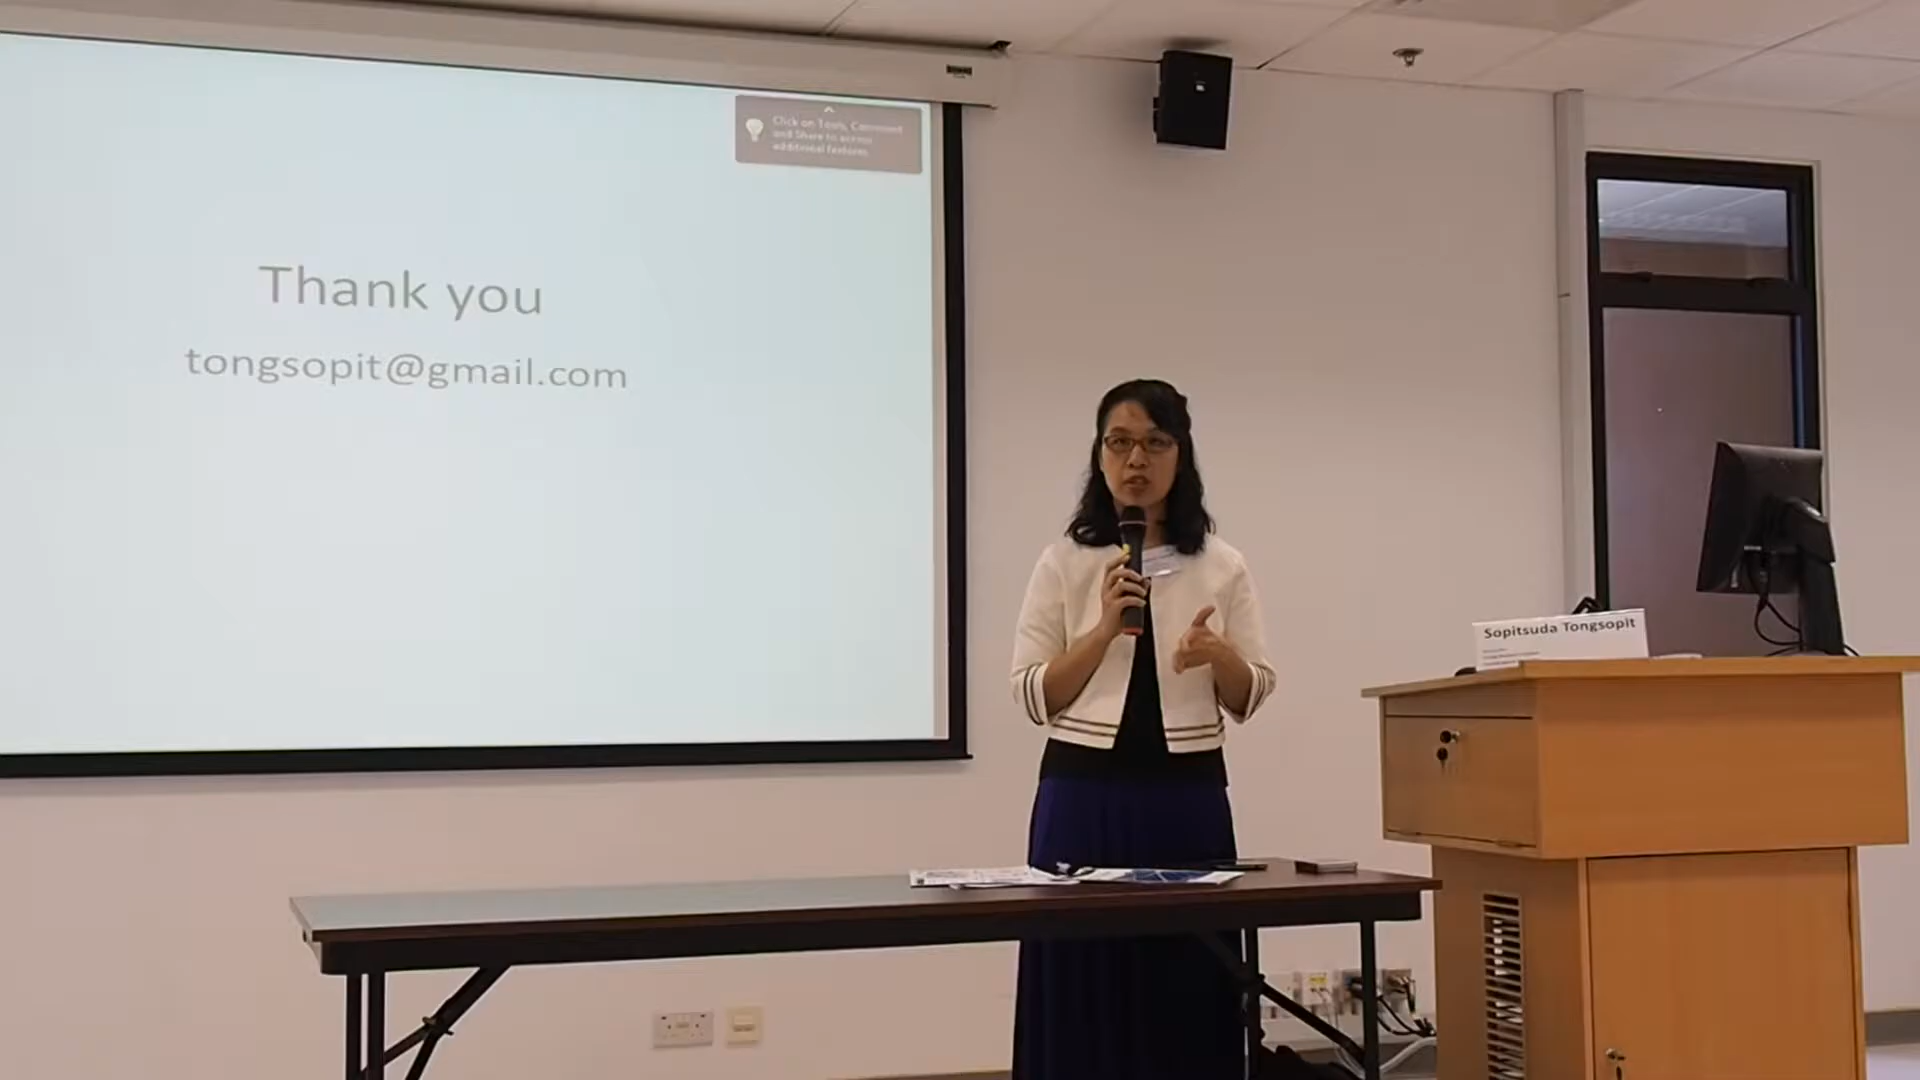 Click on Tools, Comment
and Share to access
additional features
Thank you
tongsopit@gmail.com
Sopitsuda Tongsopit